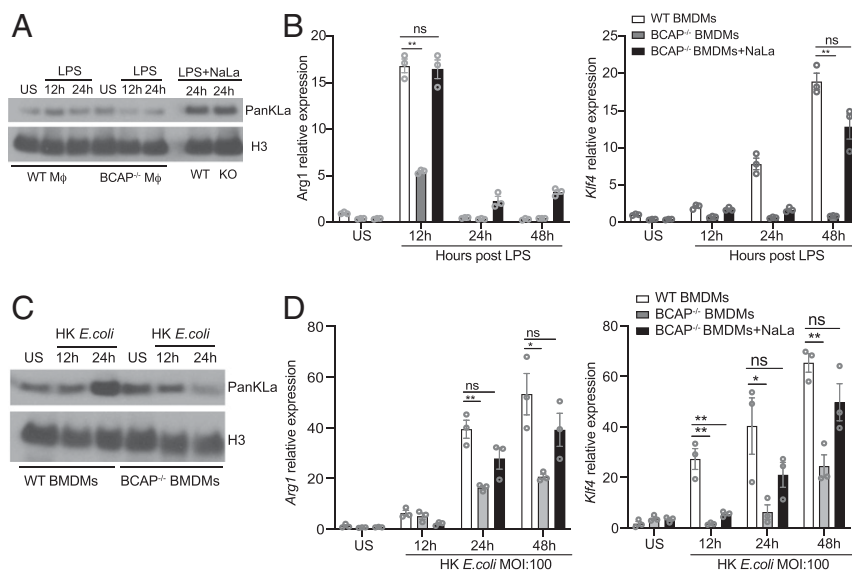 A
LPS LPS LPS+NaLa
US 12h 24h US 12h 24h 24h 24h
PanKLa
H3
WT Mϕ BCAP-/- Mϕ WT KO
B
WT BMDMs
BCAP-/- BMDMs
BCAP-/- BMDMs+NaLa
Arg1 relative expression
20
15
10
5
0
ns
**
US 12h 24h 48h
Hours post LPS
Klf4 relative expression
25
20
15
10
5
0
ns
**
US 12h 24h 48h
Hours post LPS
C
HK E.coli HK E.coli
US 12h 24h US 12h 24h
PanKLa
H3
WT BMDMs BCAP-/- BMDMs
D
WT BMDMs
BCAP-/- BMDMs
BCAP-/- BMDMs+NaLa
Arg1 relative expression
80
60
40
20
0
ns
**
ns
*
US 12h 24h 48h
HK E.coli MOI:100
Klf4 relative expression
80
60
40
20
0
**
**
ns
*
ns
**
US 12h 24h 48h
HK E.coli MOI:100